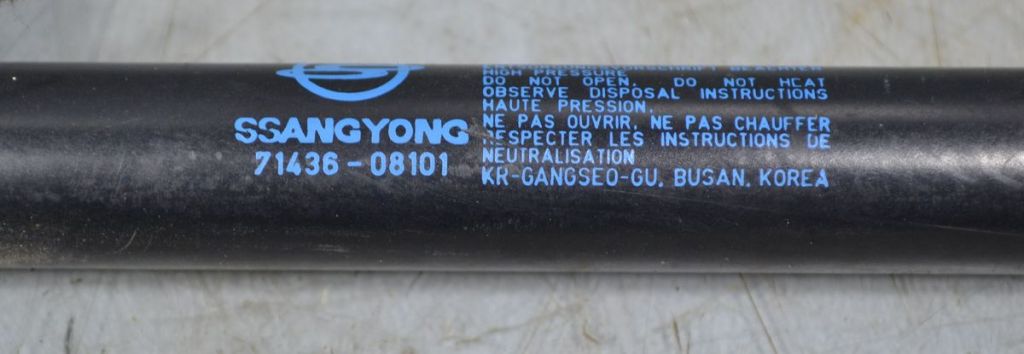 SSANGYONG
71436-08101
HIGH PRESSURE
DO NOT OPEN. DO NOT HEAT
OBSERVE DISPOSAL INSTRUCTIONS
HAUTE PRESSION.
NE PAS OUVRIR. NE PAS CHAUFFER
RESPECTER LES INSTRUCTIONS DE
NEUTRALISATION
KR-GANGSEO-GU. BUSAN. KOREA